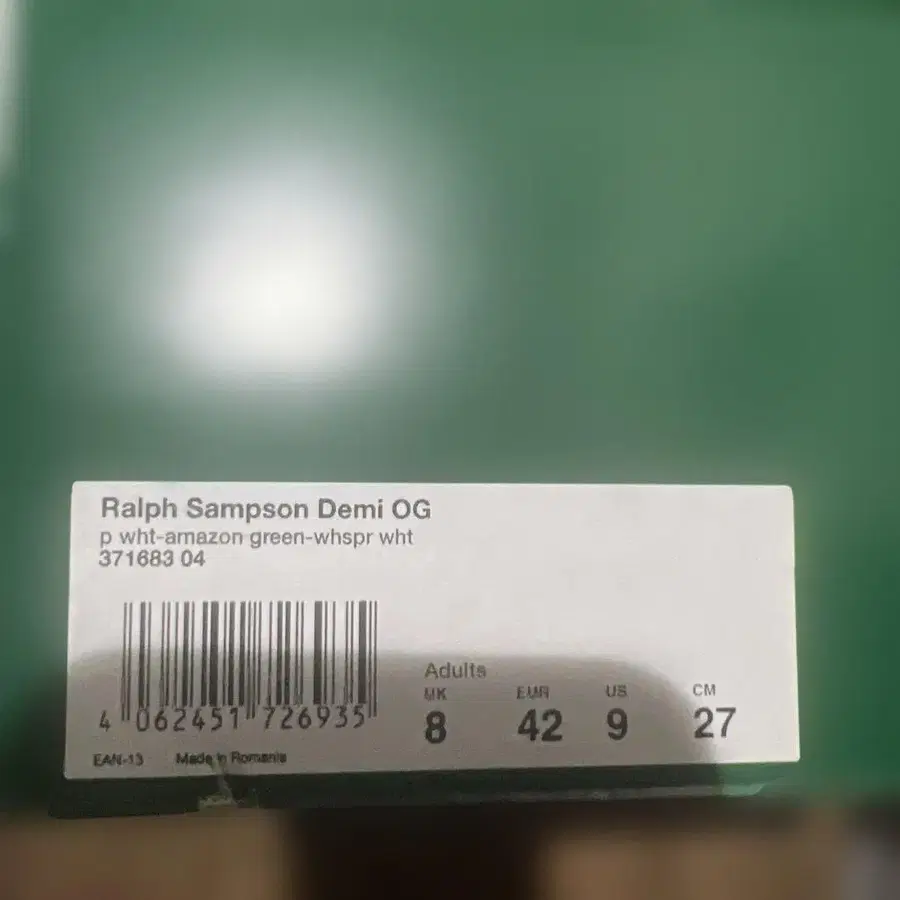 Ralph Sampson Demi OG
p wht-amazon green-whspr wht
371683 04
Adults
UK EUR US CM
8 42 9 27
4 062451 726935
EAN-13 Made in Romania